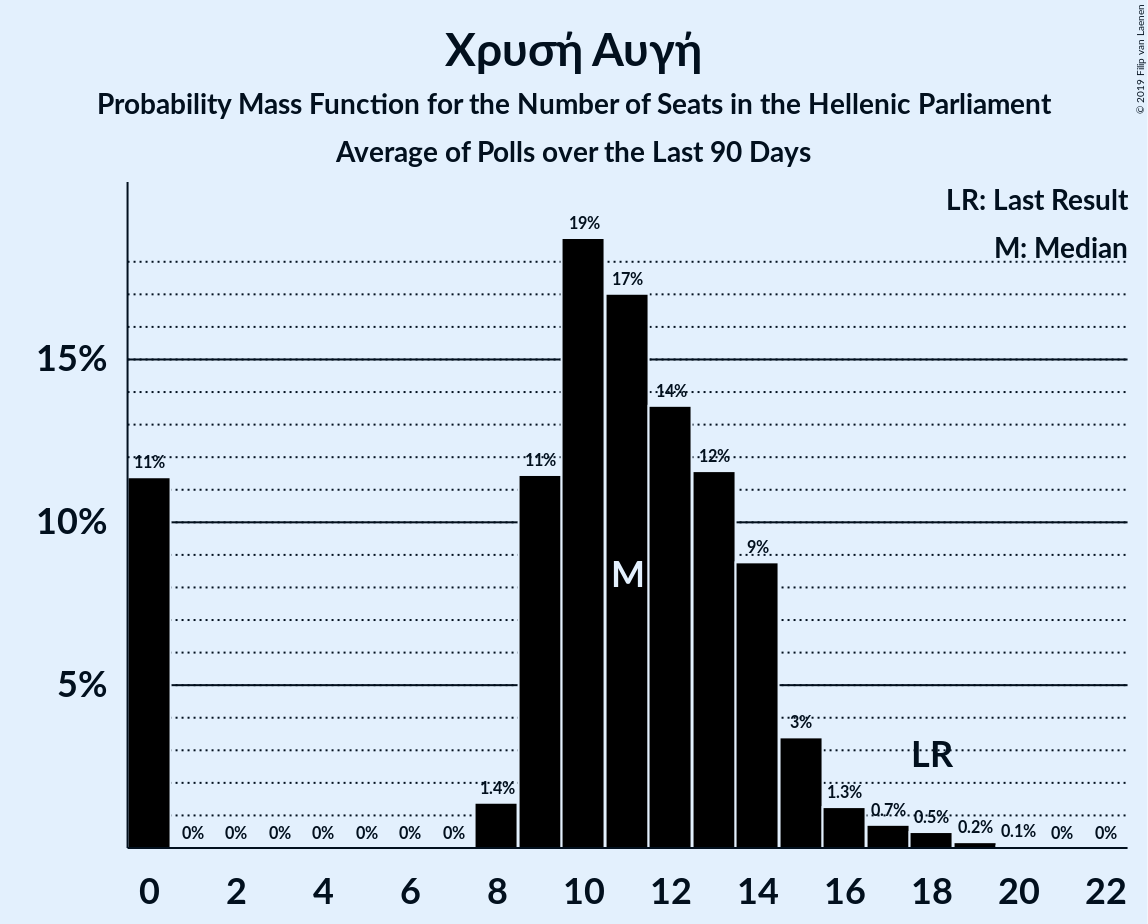 Χρυσή Αυγή
Probability Mass Function for the Number of Seats in the Hellenic Parliament
Average of Polls over the Last 90 Days
© 2019 Filip van Laenen
LR: Last Result
M: Median
15%
10%
5%
11%
0%
0%
0%
0%
0%
0%
0%
1.4%
11%
19%
17%
14%
12%
9%
3%
1.3%
0.7%
0.5%
0.2%
0.1%
0%
0%
M
LR
0 2 4 6 8 10 12 14 16 18 20 22